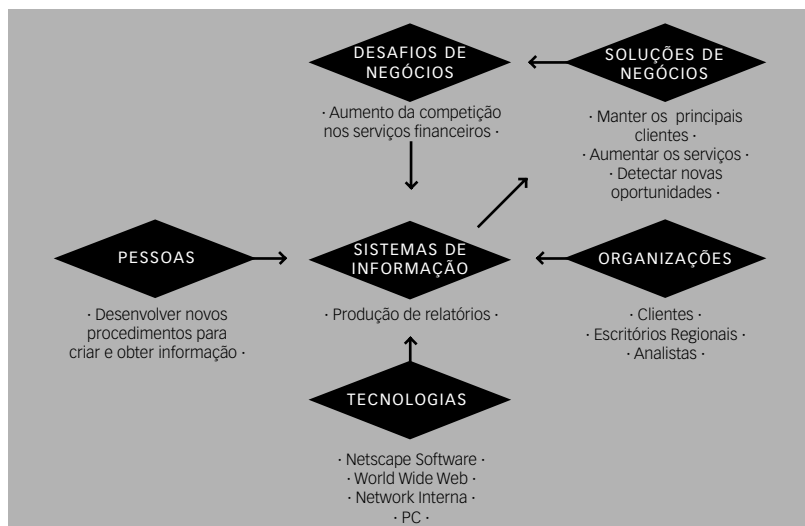 DESAFIOS DE
NEGÓCIOS
· Aumento da competição
nos serviços financeiros ·
SOLUÇÕES DE
NEGÓCIOS
· Manter os principais
clientes ·
· Aumentar os serviços ·
· Detectar novas
oportunidades ·
PESSOAS
· Desenvolver novos
procedimentos para
criar e obter informação ·
SISTEMAS DE
INFORMAÇÃO
· Produção de relatórios ·
ORGANIZAÇÕES
· Clientes ·
· Escritórios Regionais ·
· Analistas ·
TECNOLOGIAS
· Netscape Software ·
· World Wide Web ·
· Network Interna ·
· PC ·